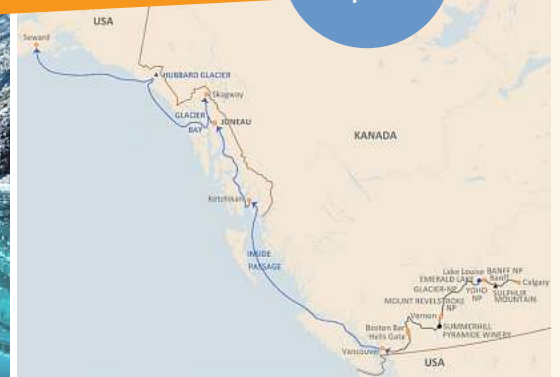 USA
Seward
HUBBARD GLACIER
Skagway
GLACIER
BAY
JUNEAU
KANADA
Ketchikan
INSIDE
PASSAGE
Lake Louise
BANFF NP
EMERALD LAKE
Banff
GLACIER-NP
YOHO
NP
Calgary
SULPHUR
MOUNTAIN
MOUNT REVELSTROKE
NP
Vernon
SUMMERHILL
PYRAMIDE WINERY
Boston Bar
Hells Gate
Vancouver
USA